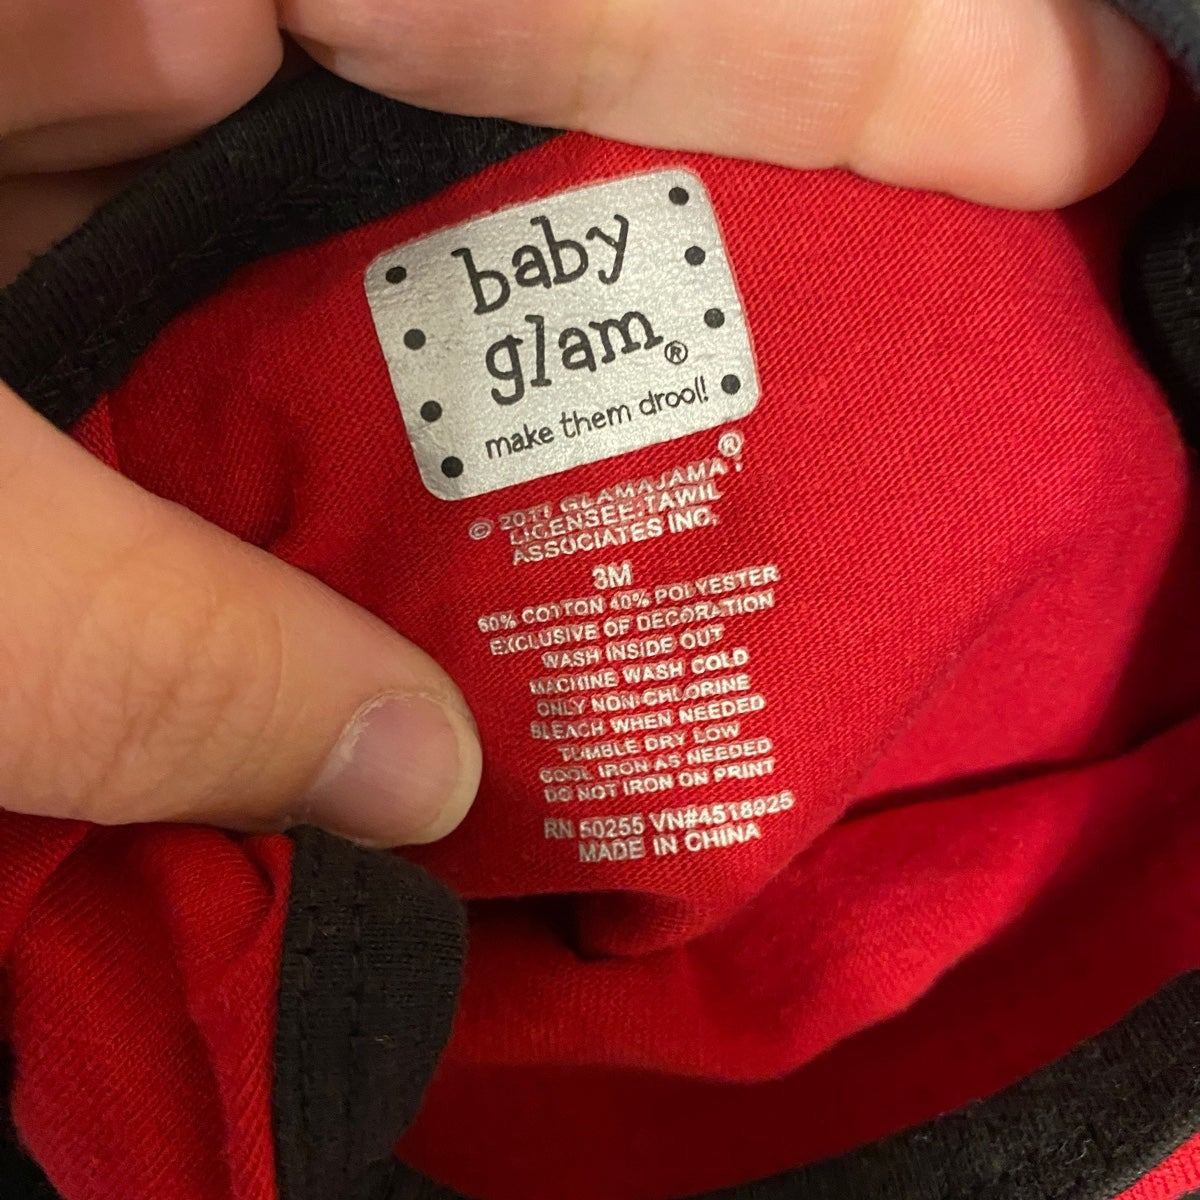 baby
glam®
make them drool!
© GLAMAJAMA®
LICENSEE:TAWIL
ASSOCIATES INC.
3M
60% COTTON 40% POLYESTER
EXCLUSIVE OF DECORATION
WASH INSIDE OUT
MACHINE WASH COLD
ONLY NON-CHLORINE
BLEACH WHEN NEEDED
TUMBLE DRY LOW
COOL IRON AS NEEDED
DO NOT IRON ON PRINT
RN 50255 VN#4518925
MADE IN CHINA